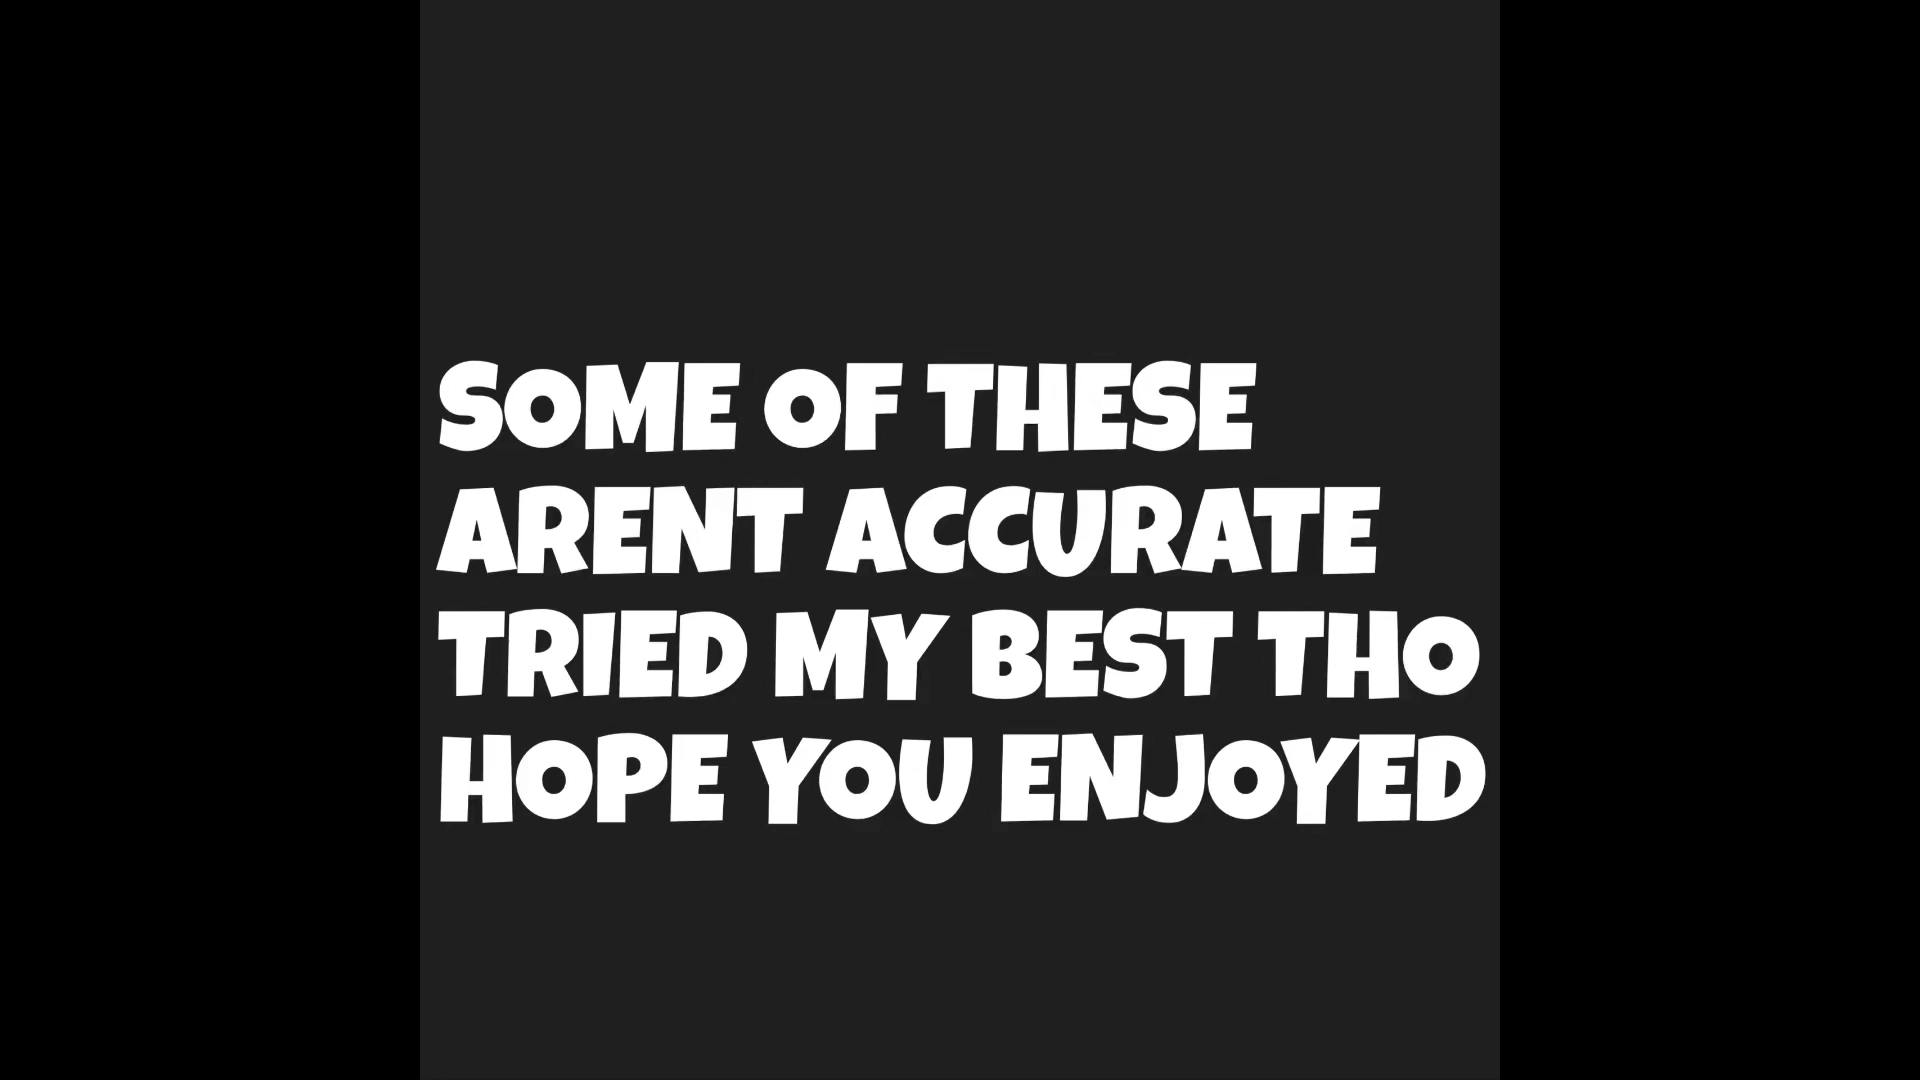 SOME OF THESE
ARENT ACCURATE
TRIED MY BEST THO
HOPE YOU ENJOYED